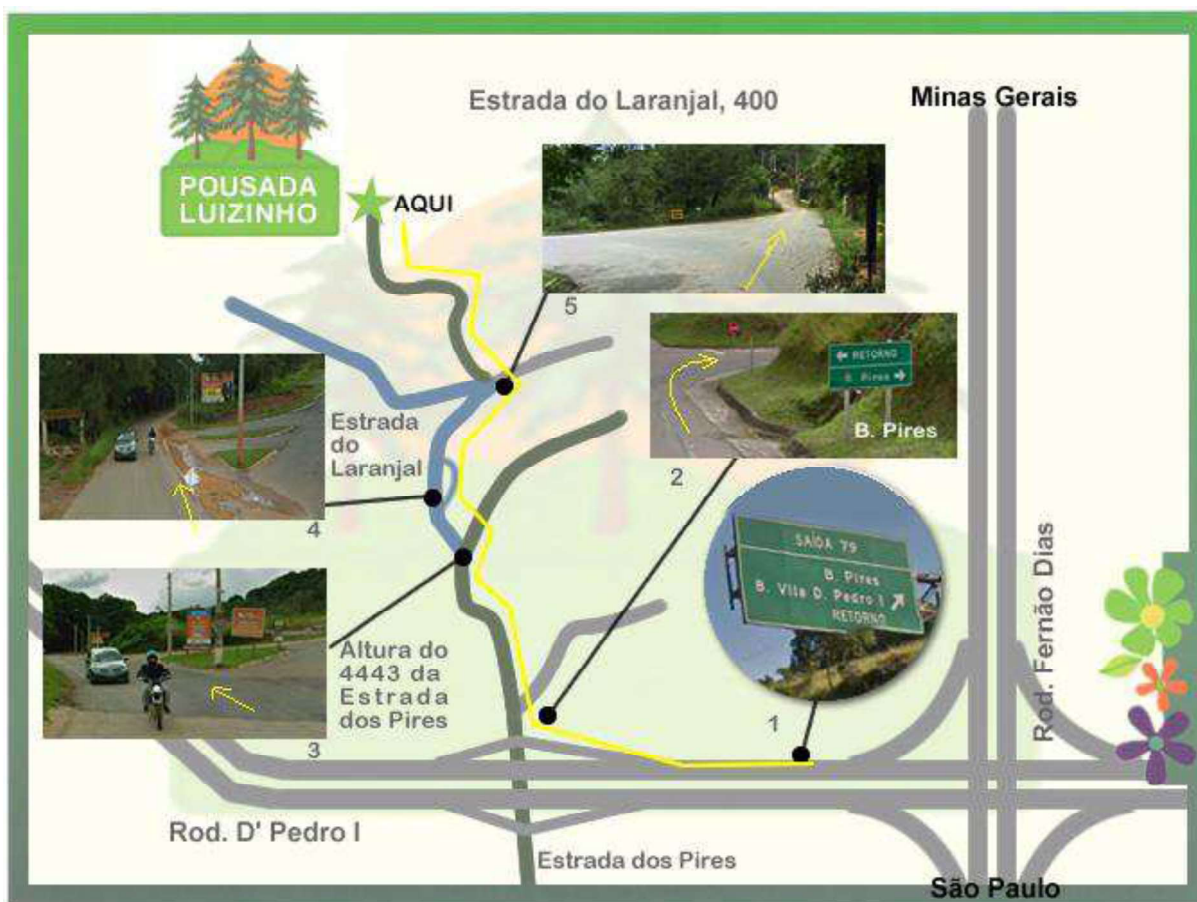 POUSADA
LUIZINHO
Estrada do Laranjal, 400
Minas Gerais
AQUI
5
RETORNO
B. Pires
B. Pires
2
Estrada
do
Laranjal
4
SAÍDA 79
B. Pires
B. Vila D. Pedro I
RETORNO
1
Rod. Fernão Dias
Altura do
4443 da
Estrada
dos Pires
3
Rod. D' Pedro I
Estrada dos Pires
São Paulo